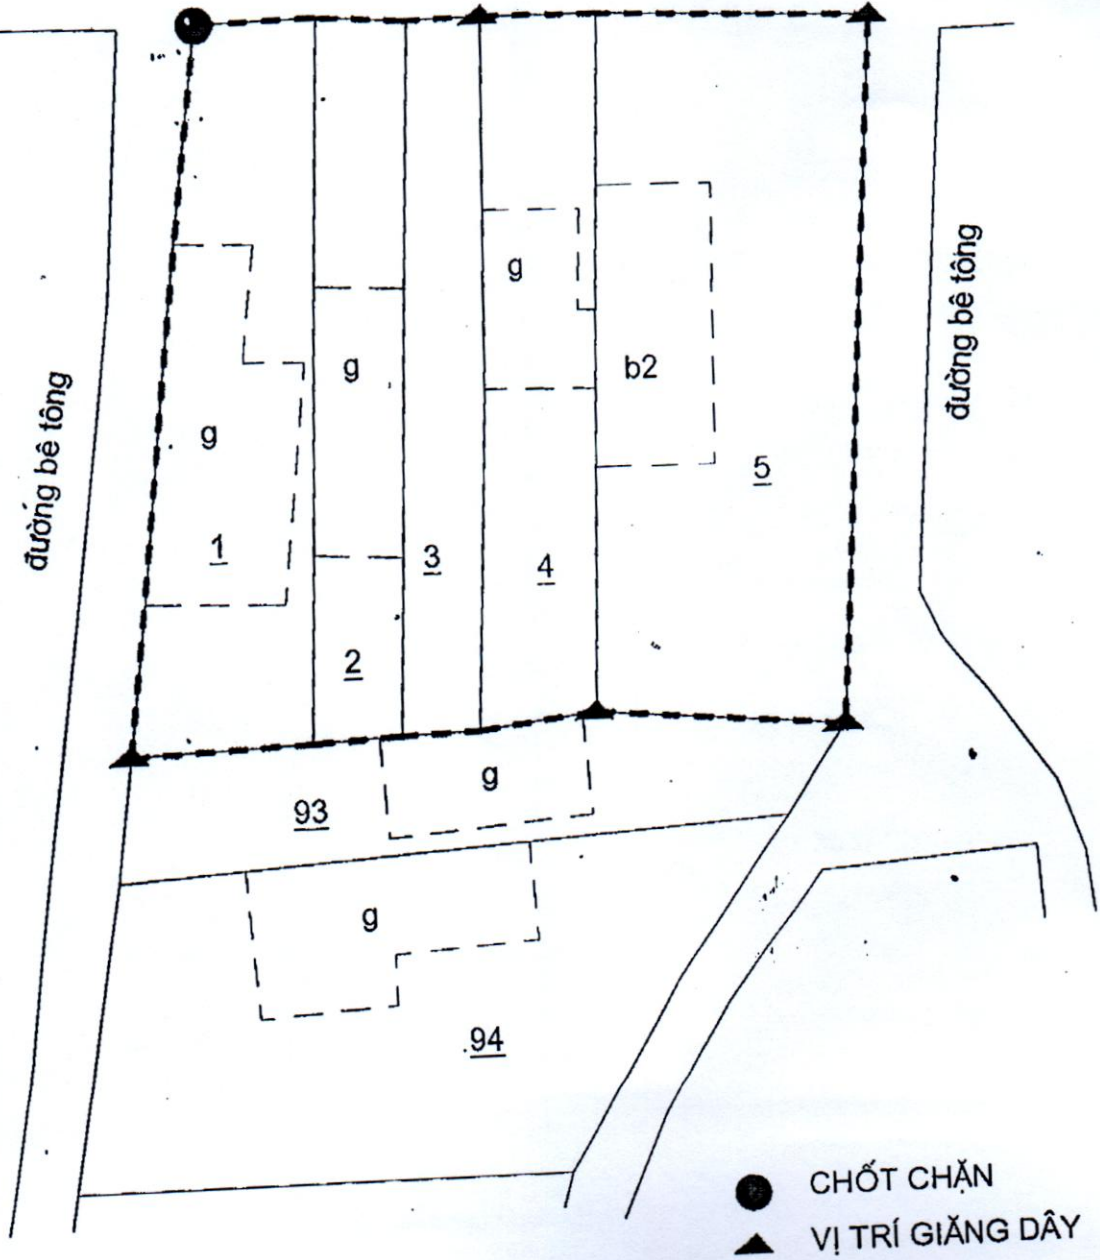 g
b2
g
g
5
1
3
4
2
đường bê tông
đường bê tông
g
93
g
94
CHỐT CHẶN
VỊ TRÍ GIĂNG DÂY